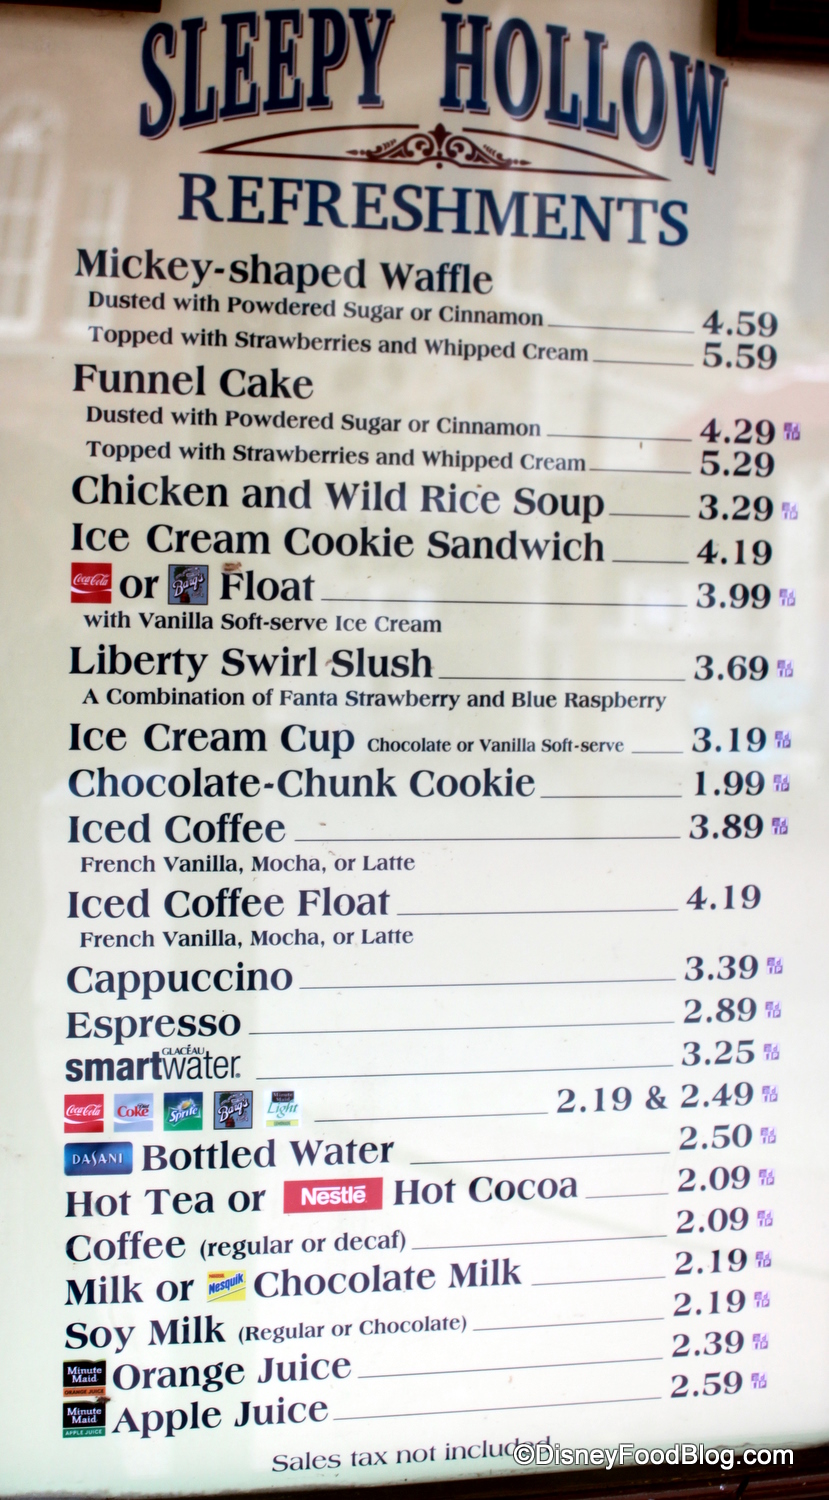 SLEEPY HOLLOW
REFRESHMENTS
Mickey-shaped Waffle
Dusted with Powdered Sugar or Cinnamon 4.59
Topped with Strawberries and Whipped Cream 5.59
Funnel Cake
Dusted with Powdered Sugar or Cinnamon 4.29
Topped with Strawberries and Whipped Cream 5.29
Chicken and Wild Rice Soup 3.29
Ice Cream Cookie Sandwich 4.19
Coca-Cola or Barq's Float 3.99
with Vanilla Soft-serve Ice Cream
Liberty Swirl Slush 3.69
A Combination of Fanta Strawberry and Blue Raspberry
Ice Cream Cup Chocolate or Vanilla Soft-serve 3.19
Chocolate-Chunk Cookie 1.99
Iced Coffee 3.89
French Vanilla, Mocha, or Latte
Iced Coffee Float 4.19
French Vanilla, Mocha, or Latte
Cappuccino 3.39
Espresso 2.89
GLACÉAU
smartwater. 3.25
Coca-Cola Coke Sprite Barq's Minute Maid Light 2.19 & 2.49
DASANI Bottled Water 2.50
Hot Tea or Nestlé Hot Cocoa 2.09
Coffee (regular or decaf) 2.09
Milk or Nesquik Chocolate Milk 2.19
Soy Milk (Regular or Chocolate) 2.19
Minute Maid ORANGE JUICE Orange Juice 2.39
Minute Maid APPLE JUICE Apple Juice 2.59
Sales tax not included
©DisneyFoodBlog.com